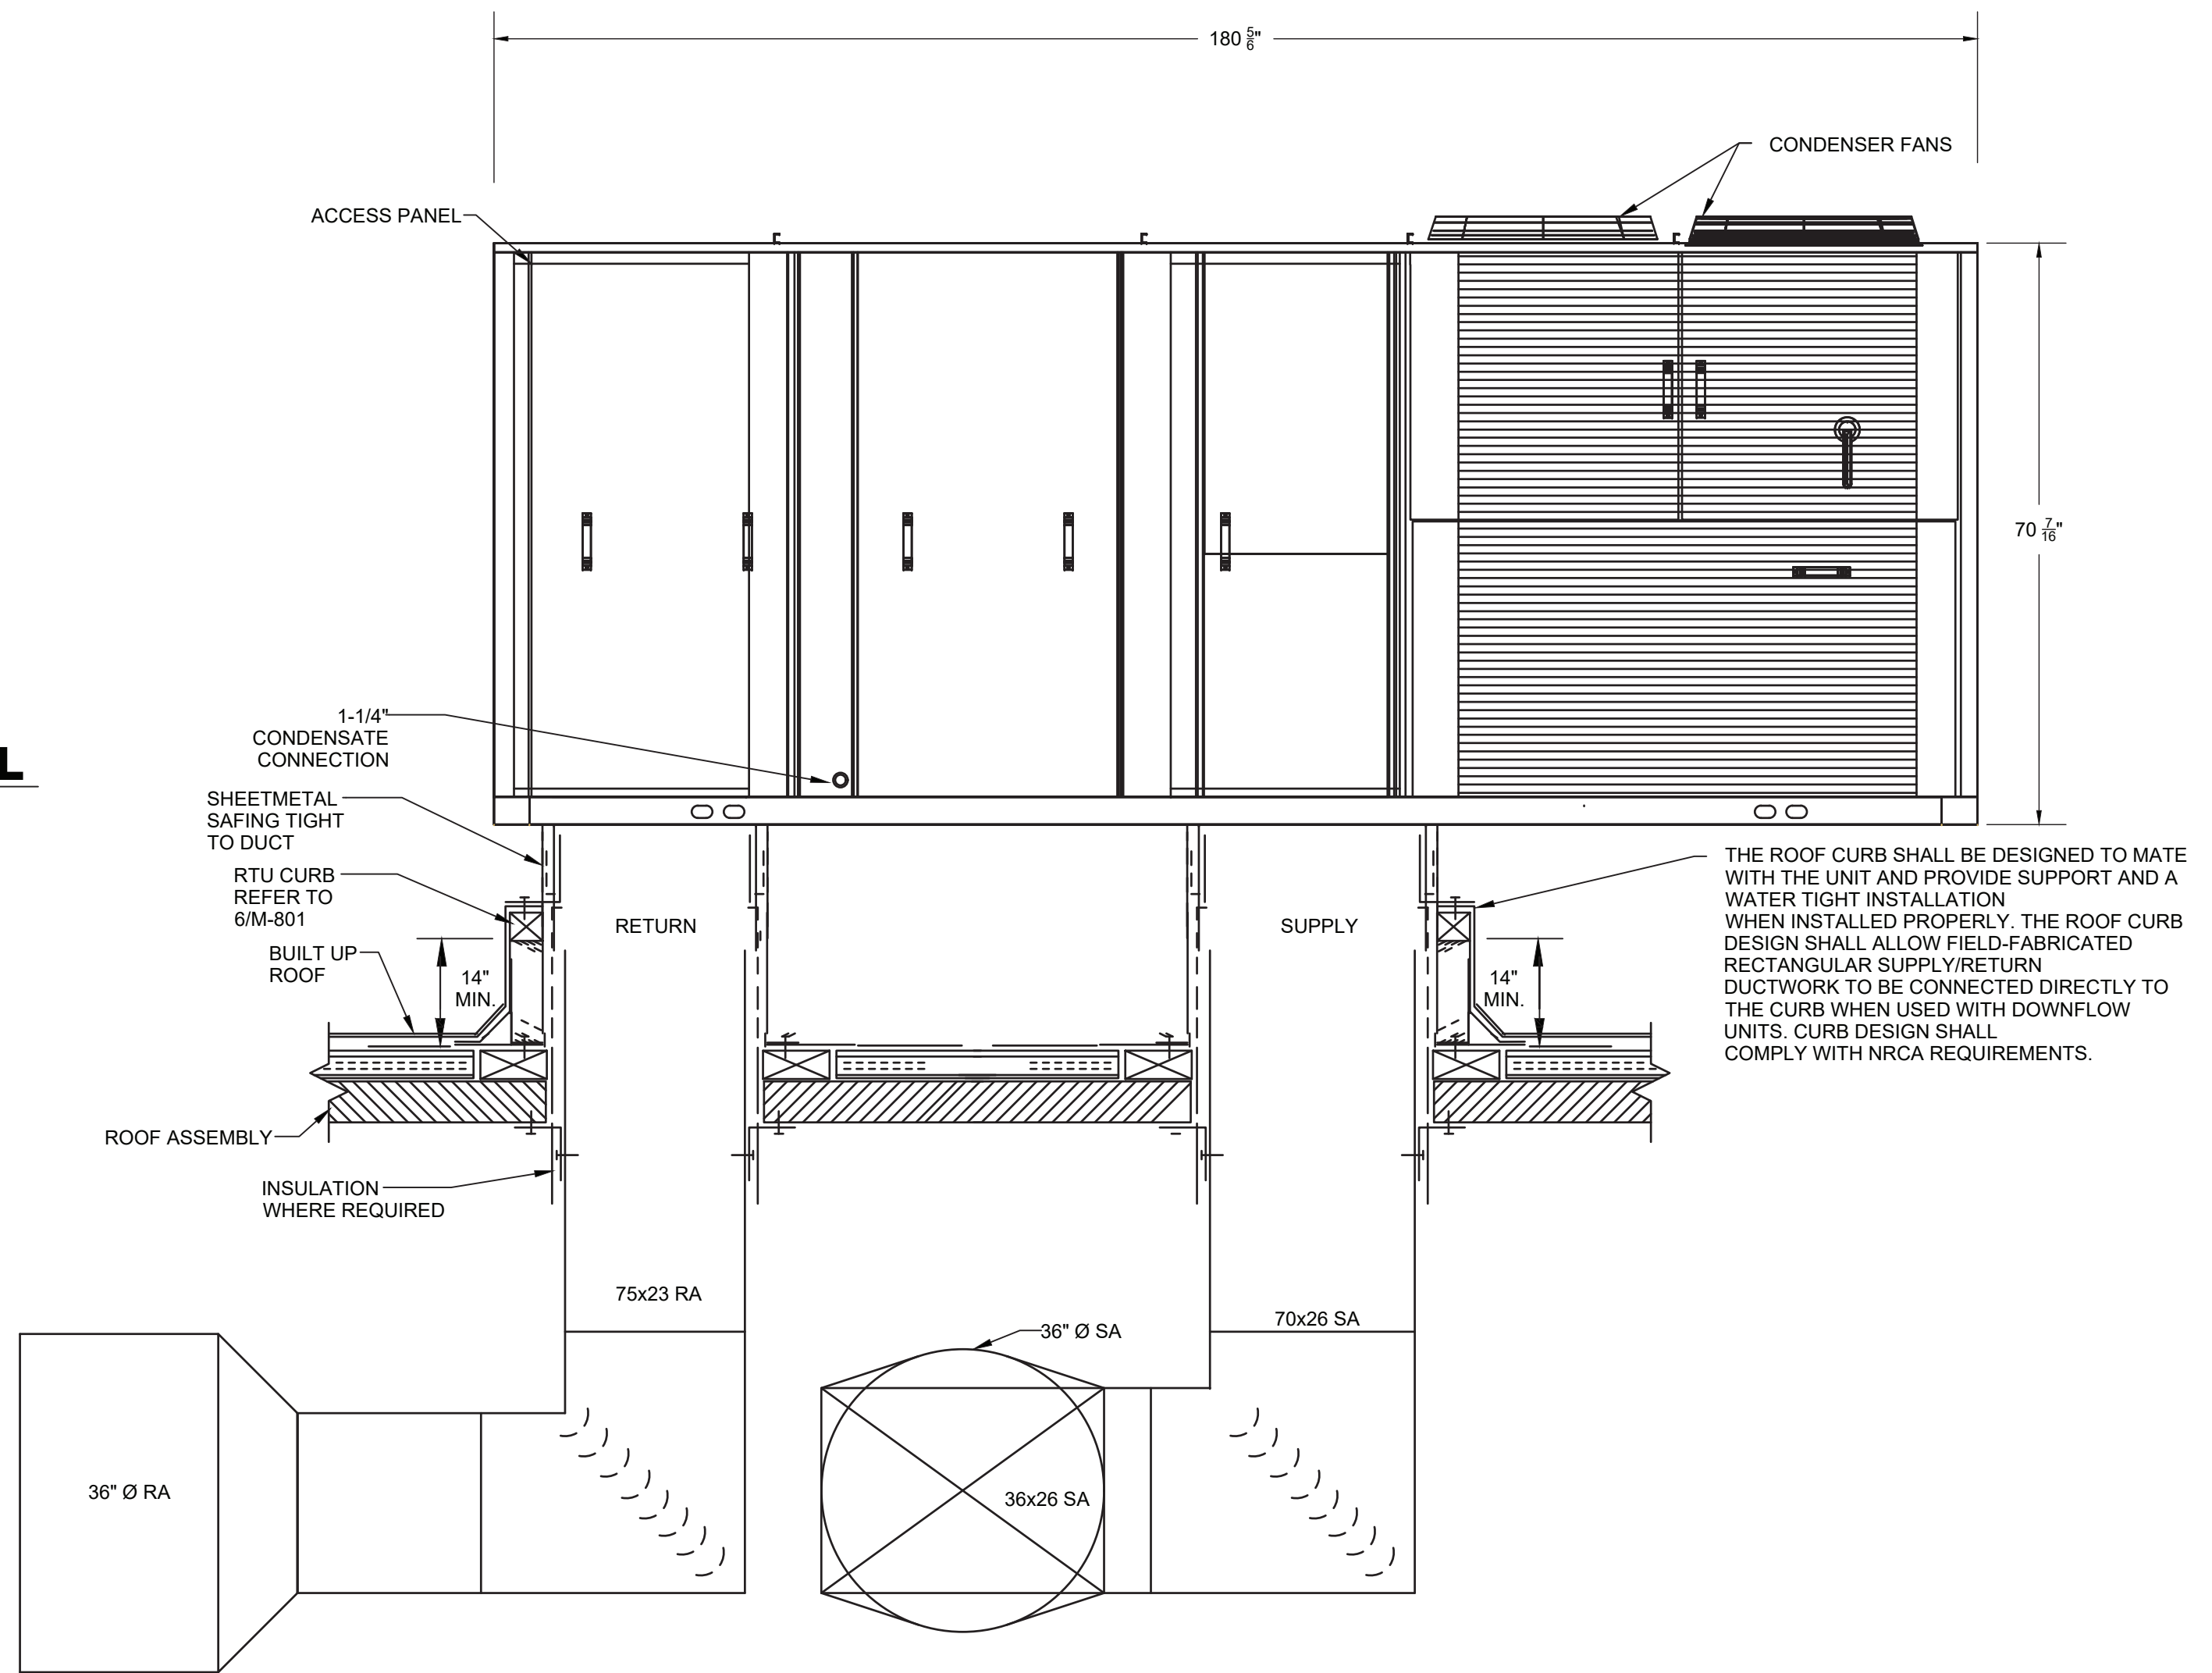 180 5/6"
CONDENSER FANS
ACCESS PANEL
70 7/16"
1-1/4"
CONDENSATE
CONNECTION
L
SHEETMETAL
SAFING TIGHT
TO DUCT
RTU CURB
REFER TO
6/M-801
BUILT UP
ROOF
14"
MIN.
RETURN
SUPPLY
14"
MIN.
THE ROOF CURB SHALL BE DESIGNED TO MATE
WITH THE UNIT AND PROVIDE SUPPORT AND A
WATER TIGHT INSTALLATION
WHEN INSTALLED PROPERLY. THE ROOF CURB
DESIGN SHALL ALLOW FIELD-FABRICATED
RECTANGULAR SUPPLY/RETURN
DUCTWORK TO BE CONNECTED DIRECTLY TO
THE CURB WHEN USED WITH DOWNFLOW
UNITS. CURB DESIGN SHALL
COMPLY WITH NRCA REQUIREMENTS.
ROOF ASSEMBLY
INSULATION
WHERE REQUIRED
75x23 RA
70x26 SA
36" Ø SA
36" Ø RA
36x26 SA